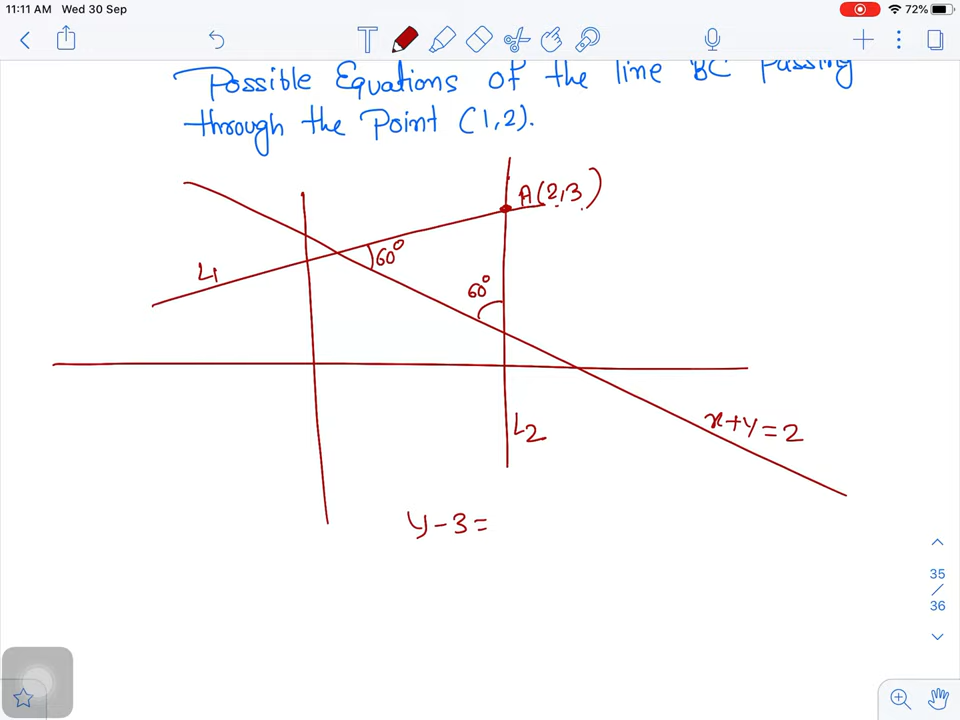 11:11 AM Wed 30 Sep
72%
T
Possible Equations of the line BC Passing
through the Point (1,2).
A(2,3)
60°
L1
60°
L2
x+y=2
y-3=
35
/
36